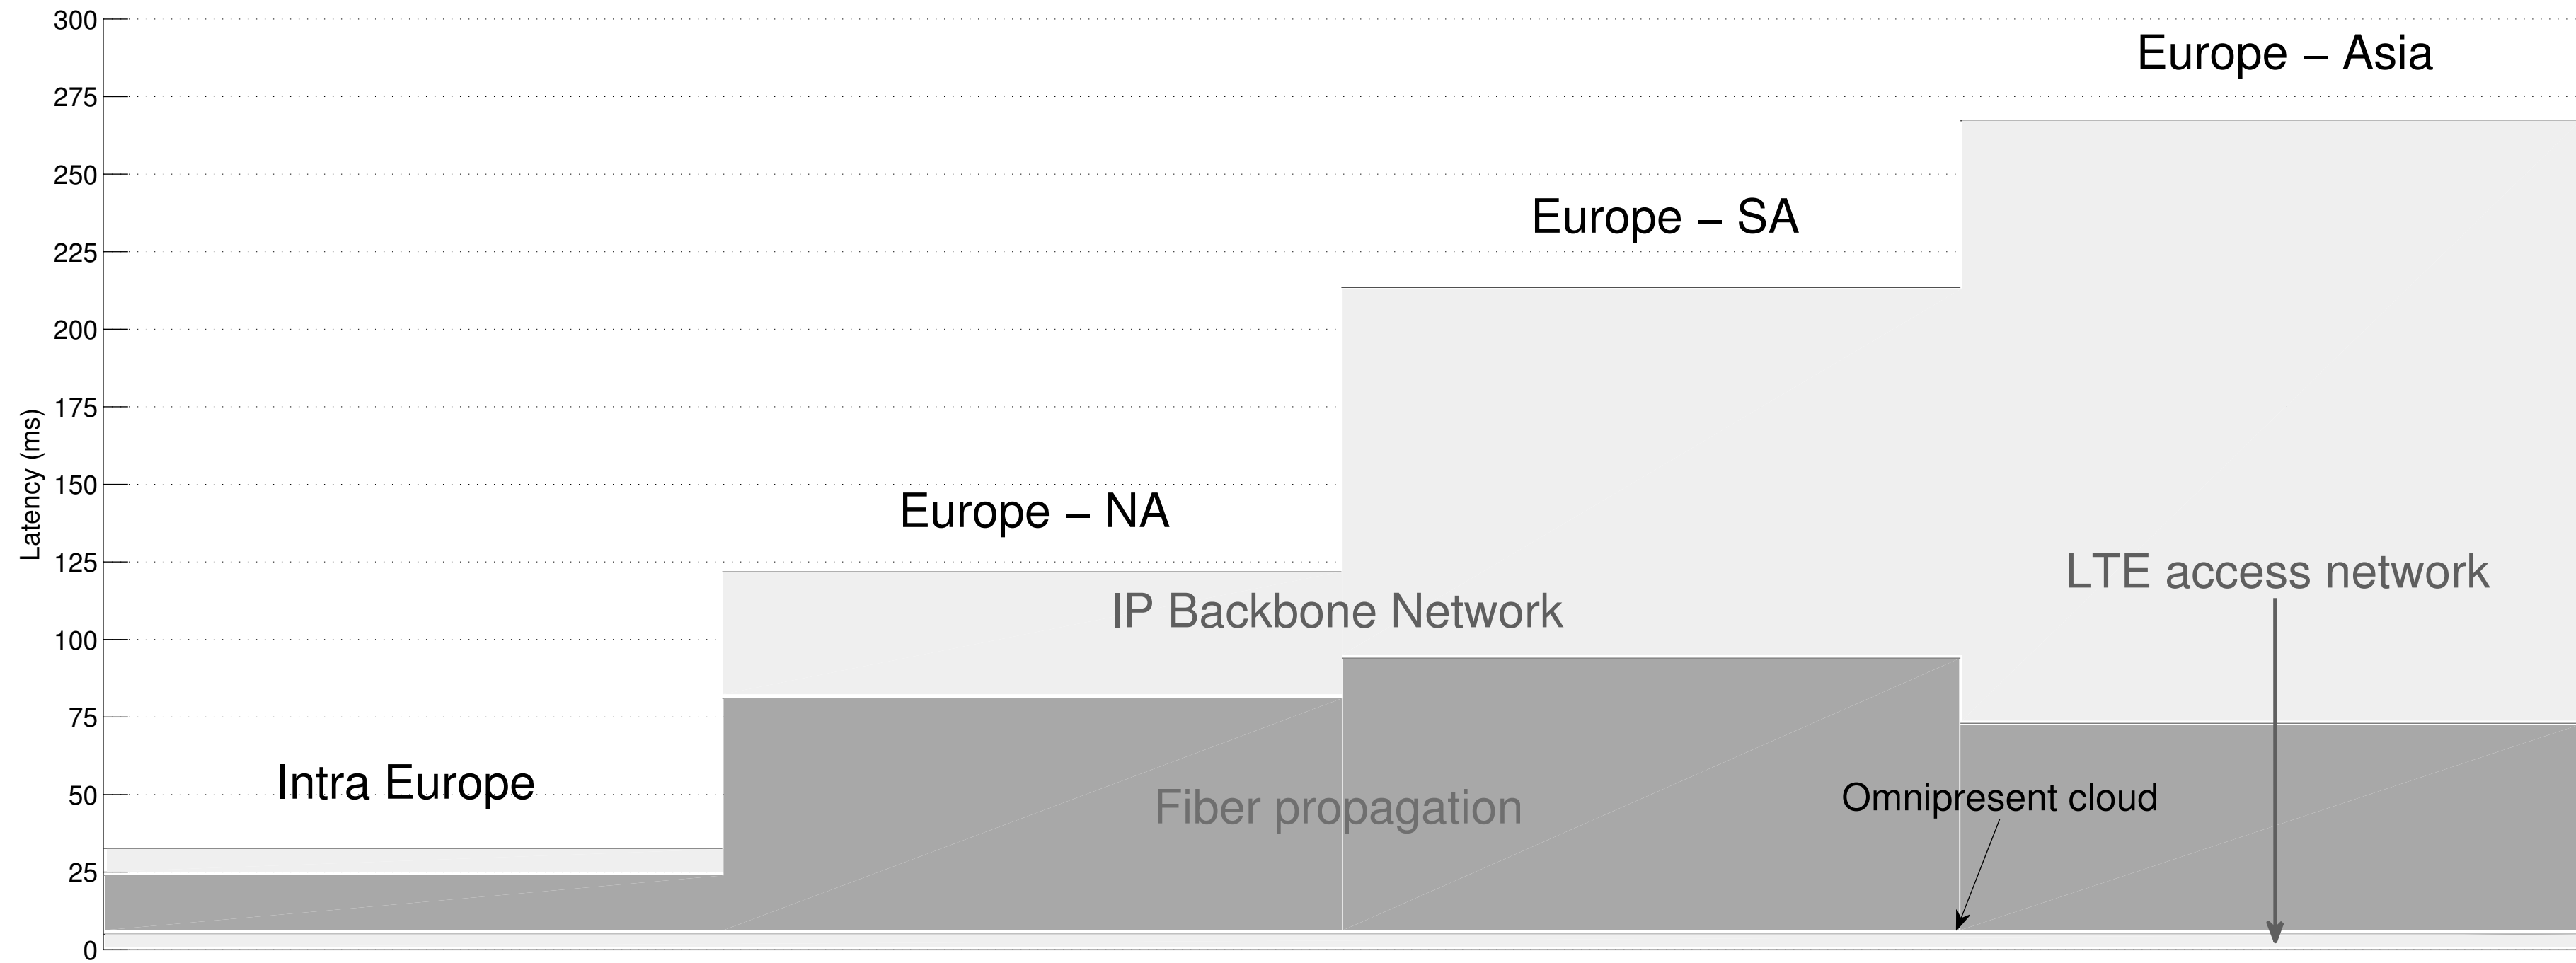 300
Europe – Asia
275
250
Europe – SA
225
200
175
Latency (ms)
150
Europe – NA
125
LTE access network
IP Backbone Network
100
75
Intra Europe
50
Fiber propagation
Omnipresent cloud
25
0